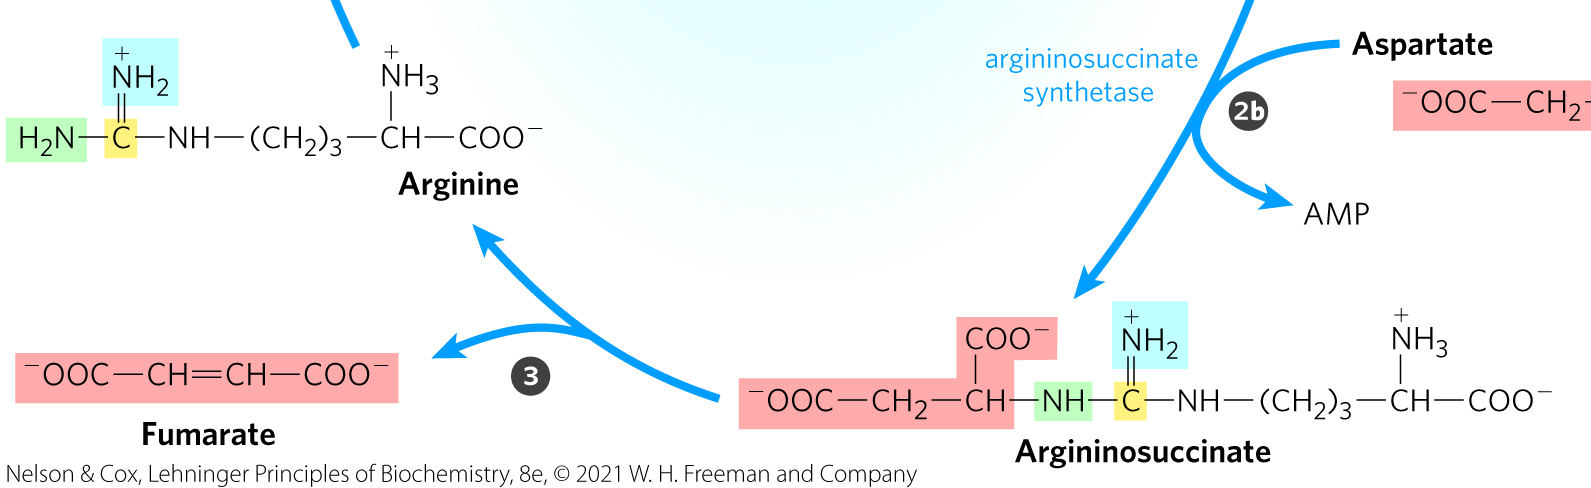 argininosuccinate
synthetase
Aspartate
⁻OOC—CH₂—
2b
AMP
⁺
NH₂
H₂N—C—NH—(CH₂)₃—CH—COO⁻
⁺
NH₃
Arginine
3
⁻OOC—CH=CH—COO⁻
Fumarate
COO⁻
⁺
NH₂
⁺
NH₃
⁻OOC—CH₂—CH—NH—C—NH—(CH₂)₃—CH—COO⁻
Argininosuccinate
Nelson & Cox, Lehninger Principles of Biochemistry, 8e, © 2021 W. H. Freeman and Company